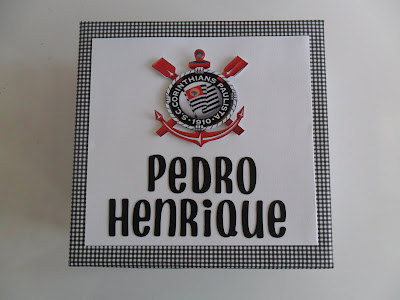 S.C. CORINTHIANS PAULISTA
1910
PEDRO
HENRIQUE